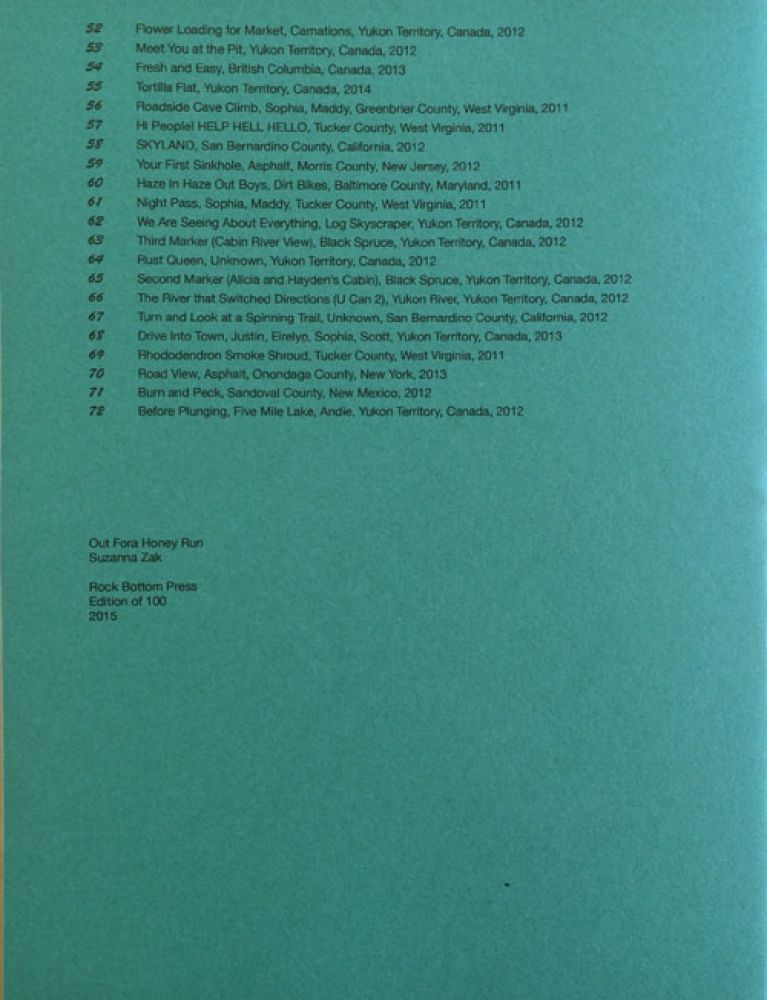 52 Flower Loading for Market, Carnations, Yukon Territory, Canada, 2012
53 Meet You at the Pit, Yukon Territory, Canada, 2012
54 Fresh and Easy, British Columbia, Canada, 2013
55 Tortilla Flat, Yukon Territory, Canada, 2014
56 Roadside Cave Climb, Sophia, Maddy, Greenbrier County, West Virginia, 2011
57 Hi People! HELP HELL HELLO, Tucker County, West Virginia, 2011
58 SKYLAND, San Bernardino County, California, 2012
59 Your First Sinkhole, Asphalt, Morris County, New Jersey, 2012
60 Haze In Haze Out Boys, Dirt Bikes, Baltimore County, Maryland, 2011
61 Night Pass, Sophia, Maddy, Tucker County, West Virginia, 2011
62 We Are Seeing About Everything, Log Skyscraper, Yukon Territory, Canada, 2012
63 Third Marker (Cabin River View), Black Spruce, Yukon Territory, Canada, 2012
64 Rust Queen, Unknown, Yukon Territory, Canada, 2012
65 Second Marker (Alicia and Hayden's Cabin), Black Spruce, Yukon Territory, Canada, 2012
66 The River that Switched Directions (U Can 2), Yukon River, Yukon Territory, Canada, 2012
67 Turn and Look at a Spinning Trail, Unknown, San Bernardino County, California, 2012
68 Drive Into Town, Justin, Eirelyn, Sophia, Scott, Yukon Territory, Canada, 2013
69 Rhododendron Smoke Shroud, Tucker County, West Virginia, 2011
70 Road View, Asphalt, Onondaga County, New York, 2013
71 Burn and Peck, Sandoval County, New Mexico, 2012
72 Before Plunging, Five Mile Lake, Andie, Yukon Territory, Canada, 2012
Out Fora Honey Run
Suzanna Zak
Rock Bottom Press
Edition of 100
2015